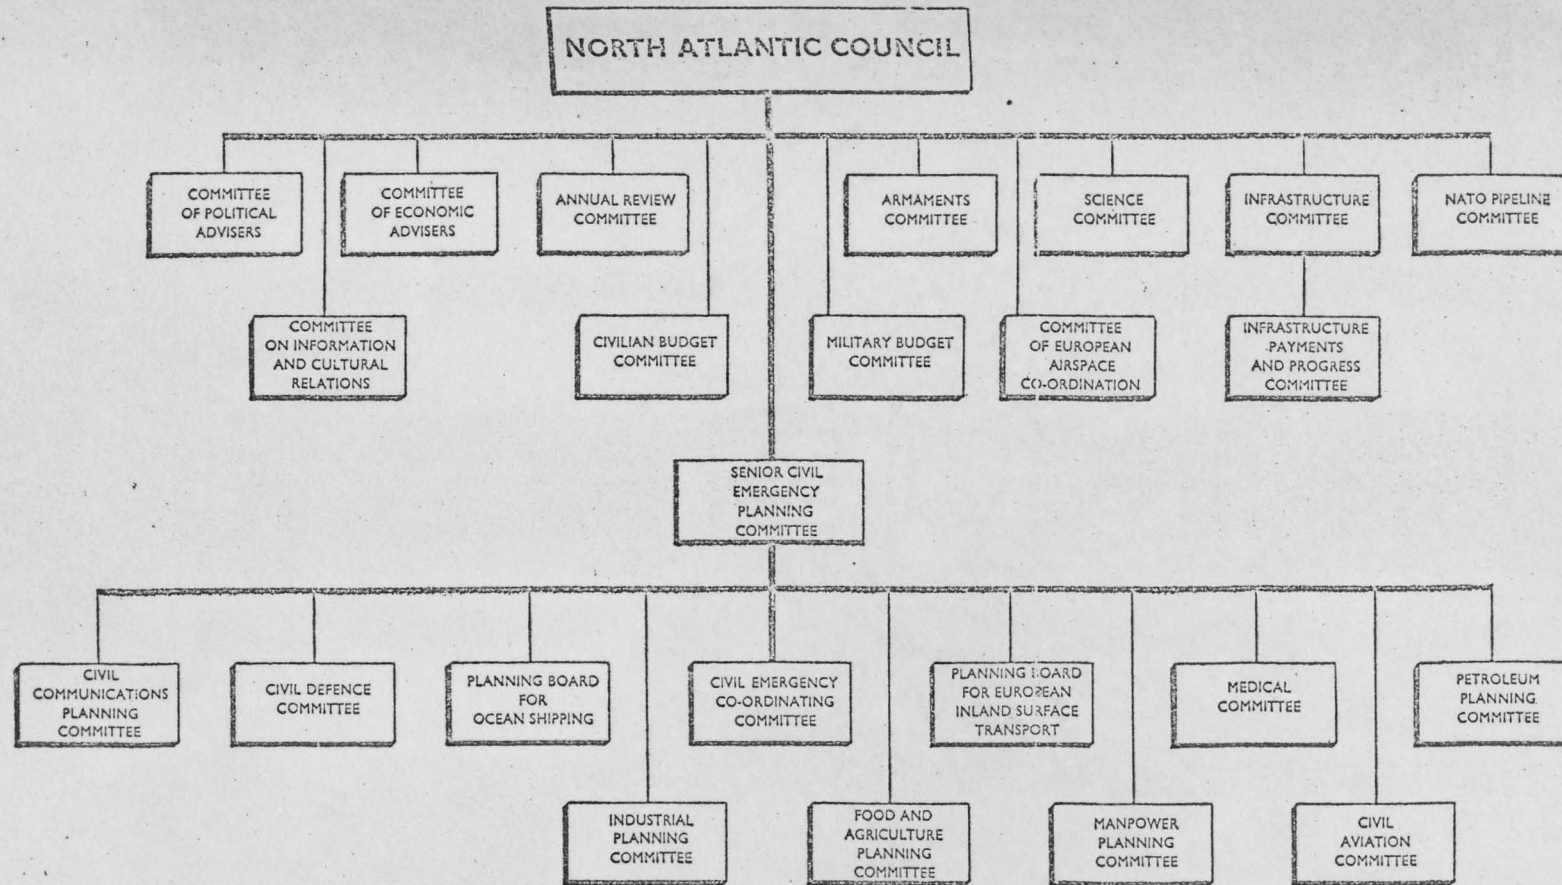 NORTH ATLANTIC COUNCIL
COMMITTEE
OF POLITICAL
ADVISERS
COMMITTEE
OF ECONOMIC
ADVISERS
ANNUAL REVIEW
COMMITTEE
ARMAMENTS
COMMITTEE
SCIENCE
COMMITTEE
INFRASTRUCTURE
COMMITTEE
NATO PIPELINE
COMMITTEE
COMMITTEE
ON INFORMATION
AND CULTURAL
RELATIONS
CIVILIAN BUDGET
COMMITTEE
MILITARY BUDGET
COMMITTEE
COMMITTEE
OF EUROPEAN
AIRSPACE
CO-ORDINATION
INFRASTRUCTURE
PAYMENTS
AND PROGRESS
COMMITTEE
SENIOR CIVIL
EMERGENCY
PLANNING
COMMITTEE
CIVIL
COMMUNICATIONS
PLANNING
COMMITTEE
CIVIL DEFENCE
COMMITTEE
PLANNING BOARD
FOR
OCEAN SHIPPING
CIVIL EMERGENCY
CO-ORDINATING
COMMITTEE
PLANNING BOARD
FOR EUROPEAN
INLAND SURFACE
TRANSPORT
MEDICAL
COMMITTEE
PETROLEUM
PLANNING
COMMITTEE
INDUSTRIAL
PLANNING
COMMITTEE
FOOD AND
AGRICULTURE
PLANNING
COMMITTEE
MANPOWER
PLANNING
COMMITTEE
CIVIL
AVIATION
COMMITTEE